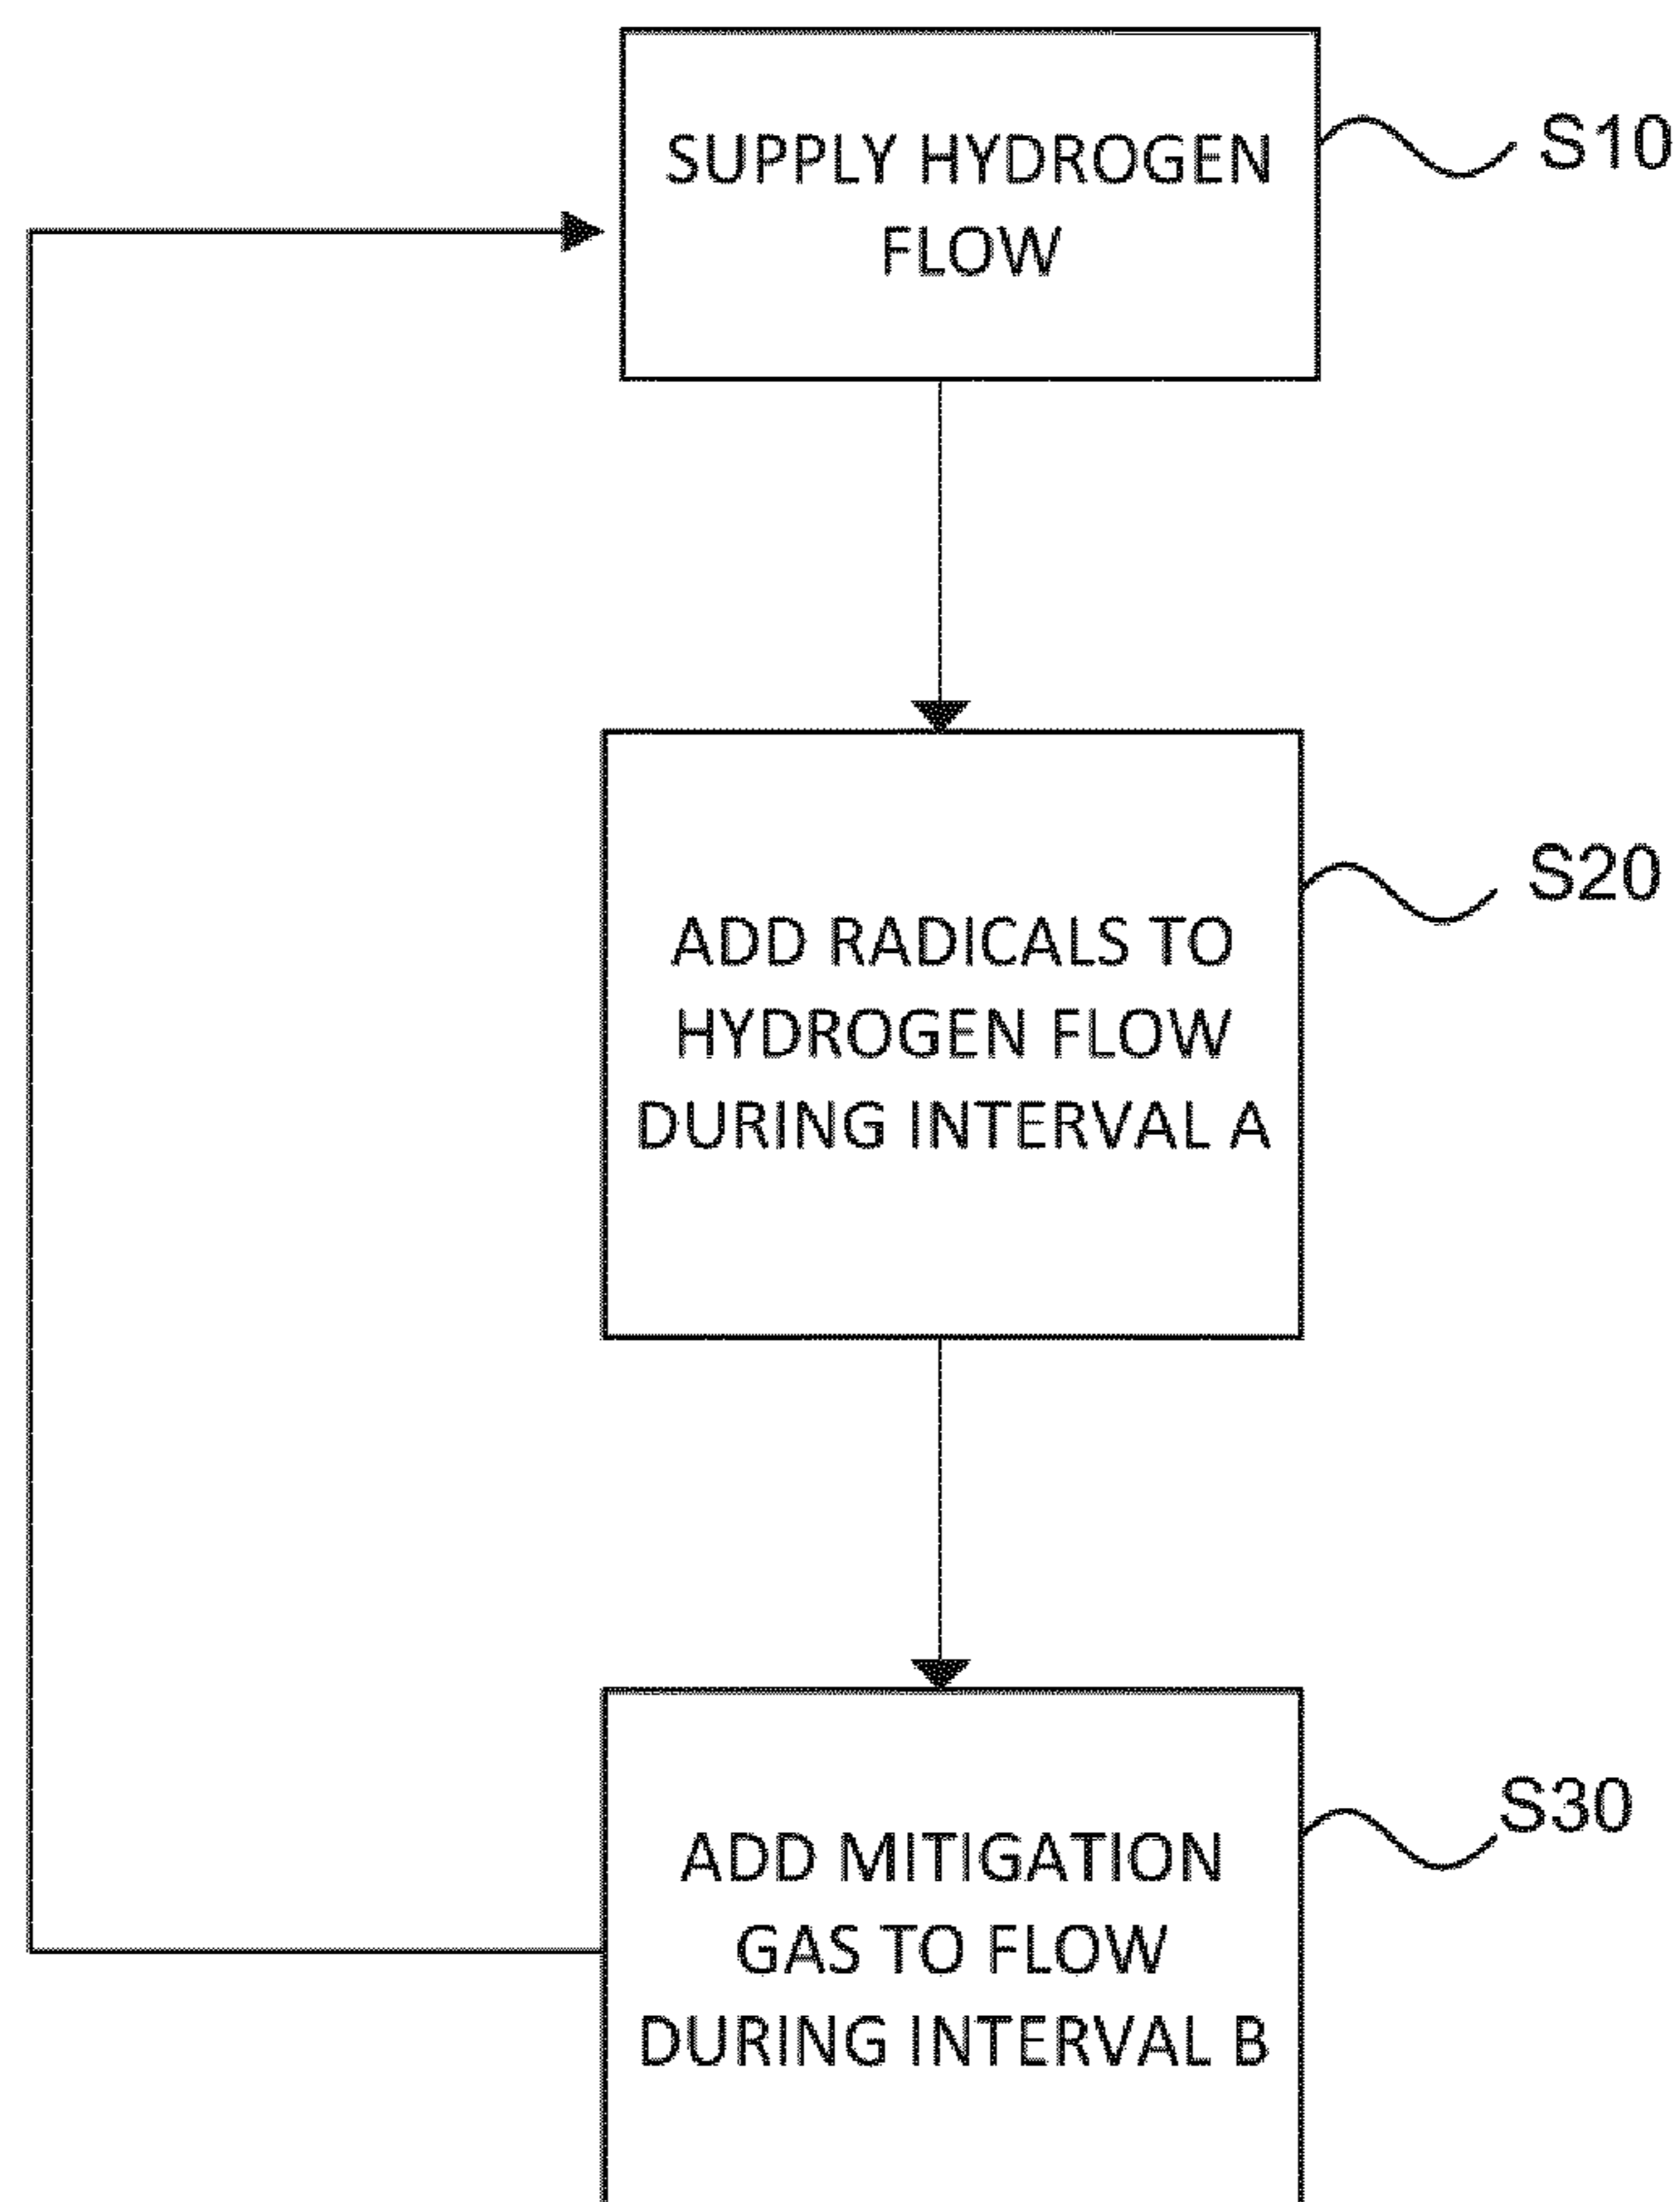 SUPPLY HYDROGEN
FLOW
S10
ADD RADICALS TO
HYDROGEN FLOW
DURING INTERVAL A
S20
ADD MITIGATION
GAS TO FLOW
DURING INTERVAL B
S30